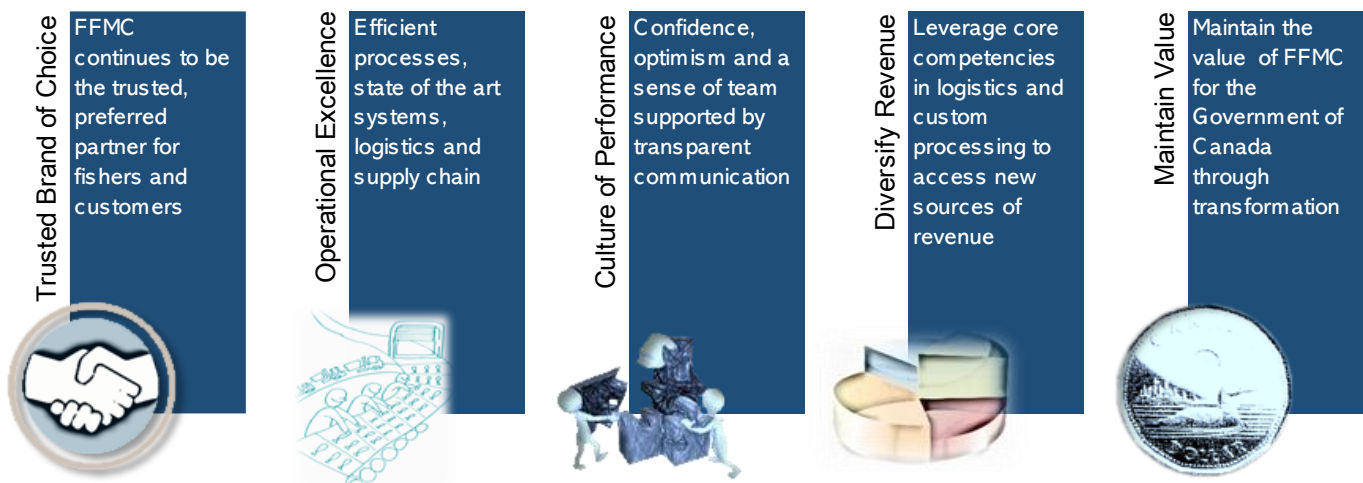 Trusted Brand of Choice
FFMC
continues to be
the trusted,
preferred
partner for
fishers and
customers
Operational Excellence
Efficient
processes,
state of the art
systems,
logistics and
supply chain
Culture of Performance
Confidence,
optimism and a
sense of team
supported by
transparent
communication
Diversify Revenue
Leverage core
competencies
in logistics and
custom
processing to
access new
sources of
revenue
Maintain Value
Maintain the
value of FFMC
for the
Government of
Canada
through
transformation